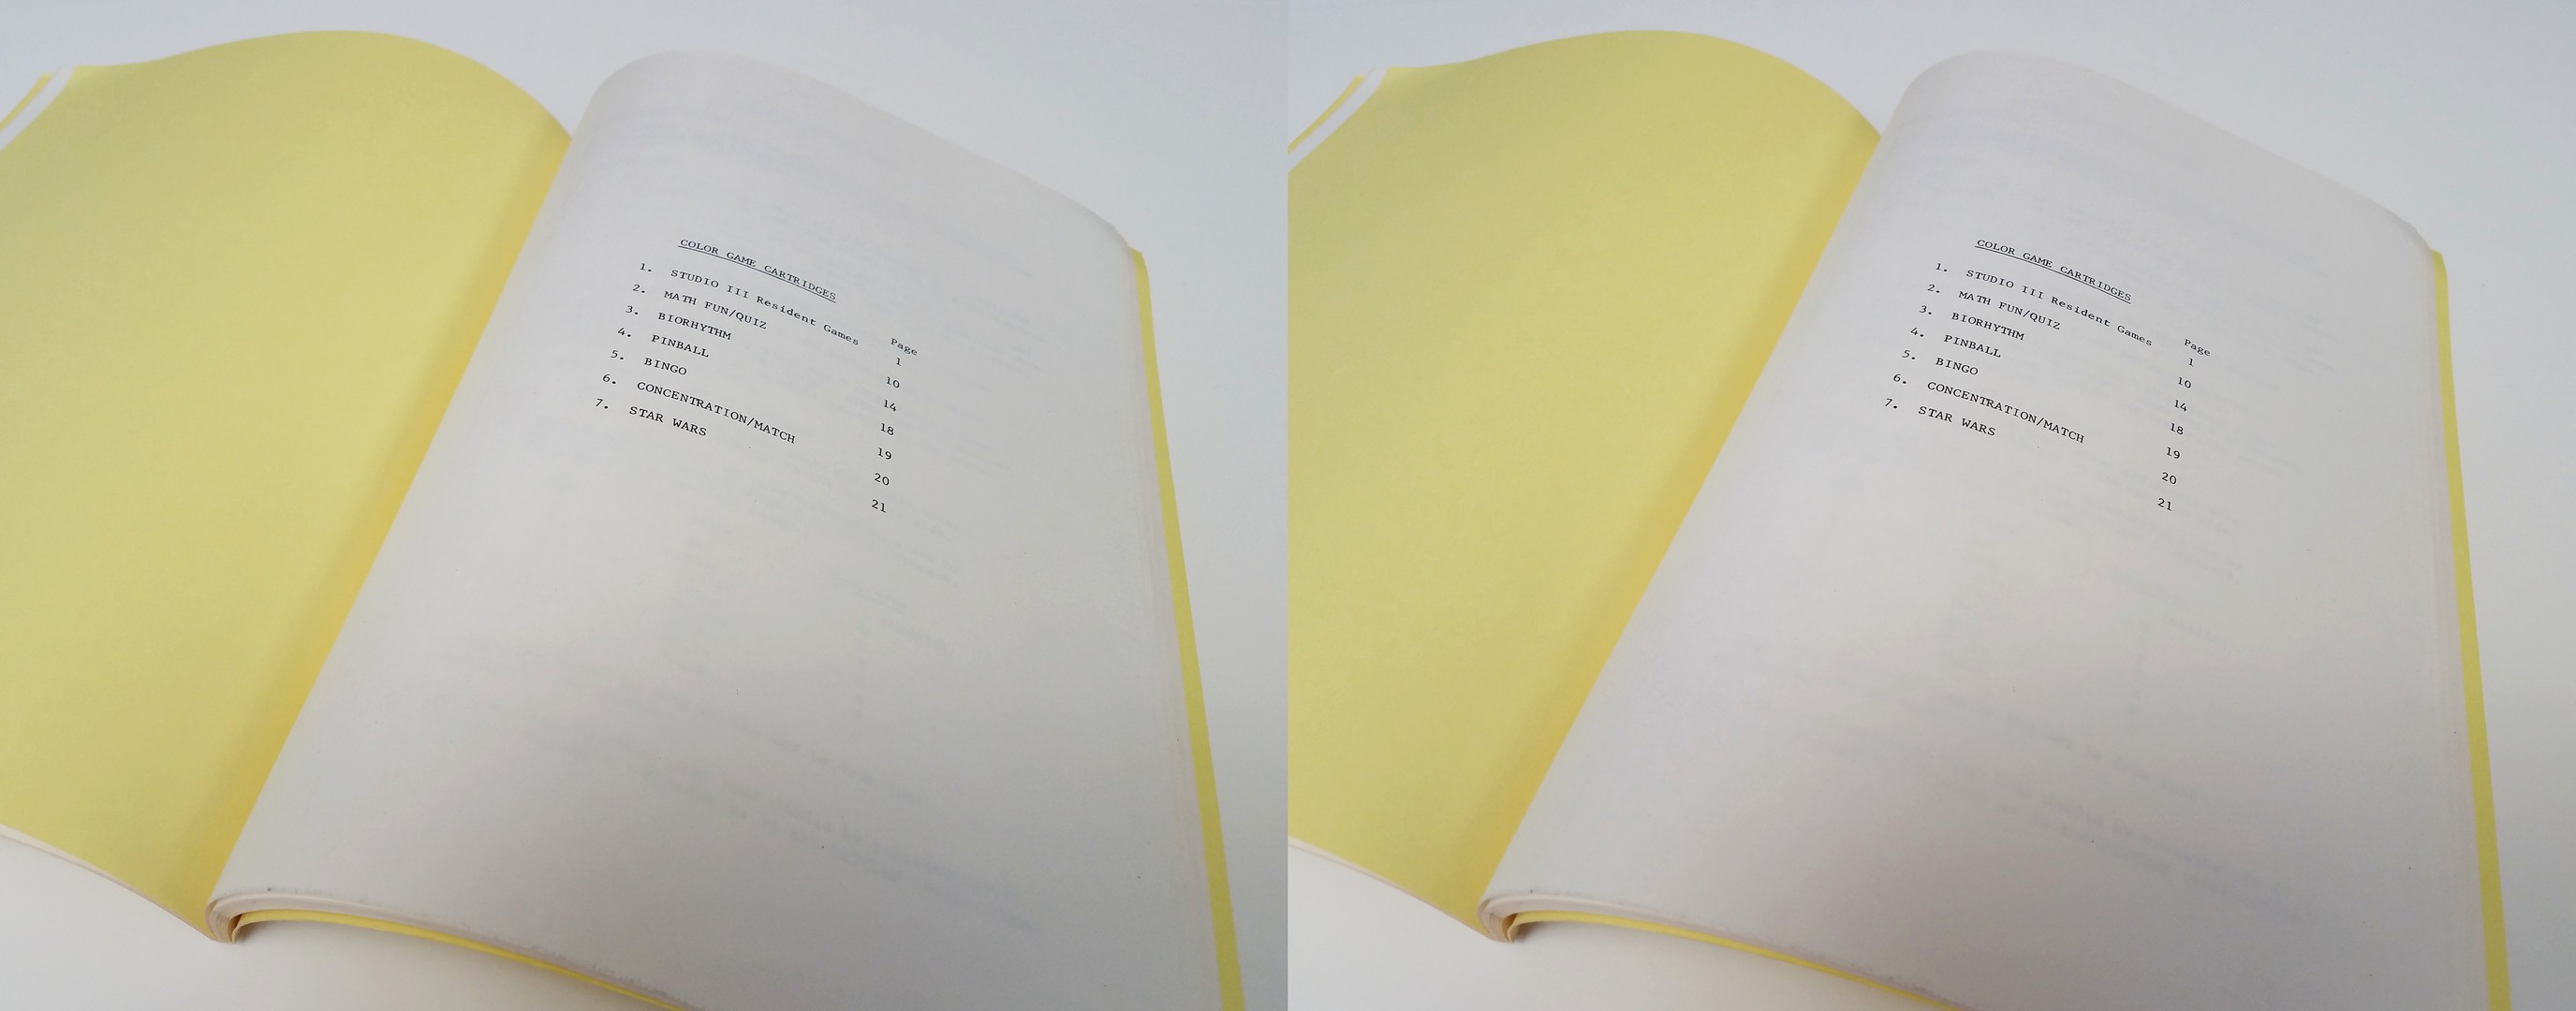 COLOR GAME CARTRIDGES
Page
1. STUDIO III Resident Games 1
2. MATH FUN/QUIZ 10
3. BIORHYTHM 14
4. PINBALL 18
5. BINGO 19
6. CONCENTRATION/MATCH 20
7. STAR WARS 21
COLOR GAME CARTRIDGES
Page
1. STUDIO III Resident Games 1
2. MATH FUN/QUIZ 10
3. BIORHYTHM 14
4. PINBALL 18
5. BINGO 19
6. CONCENTRATION/MATCH 20
7. STAR WARS 21